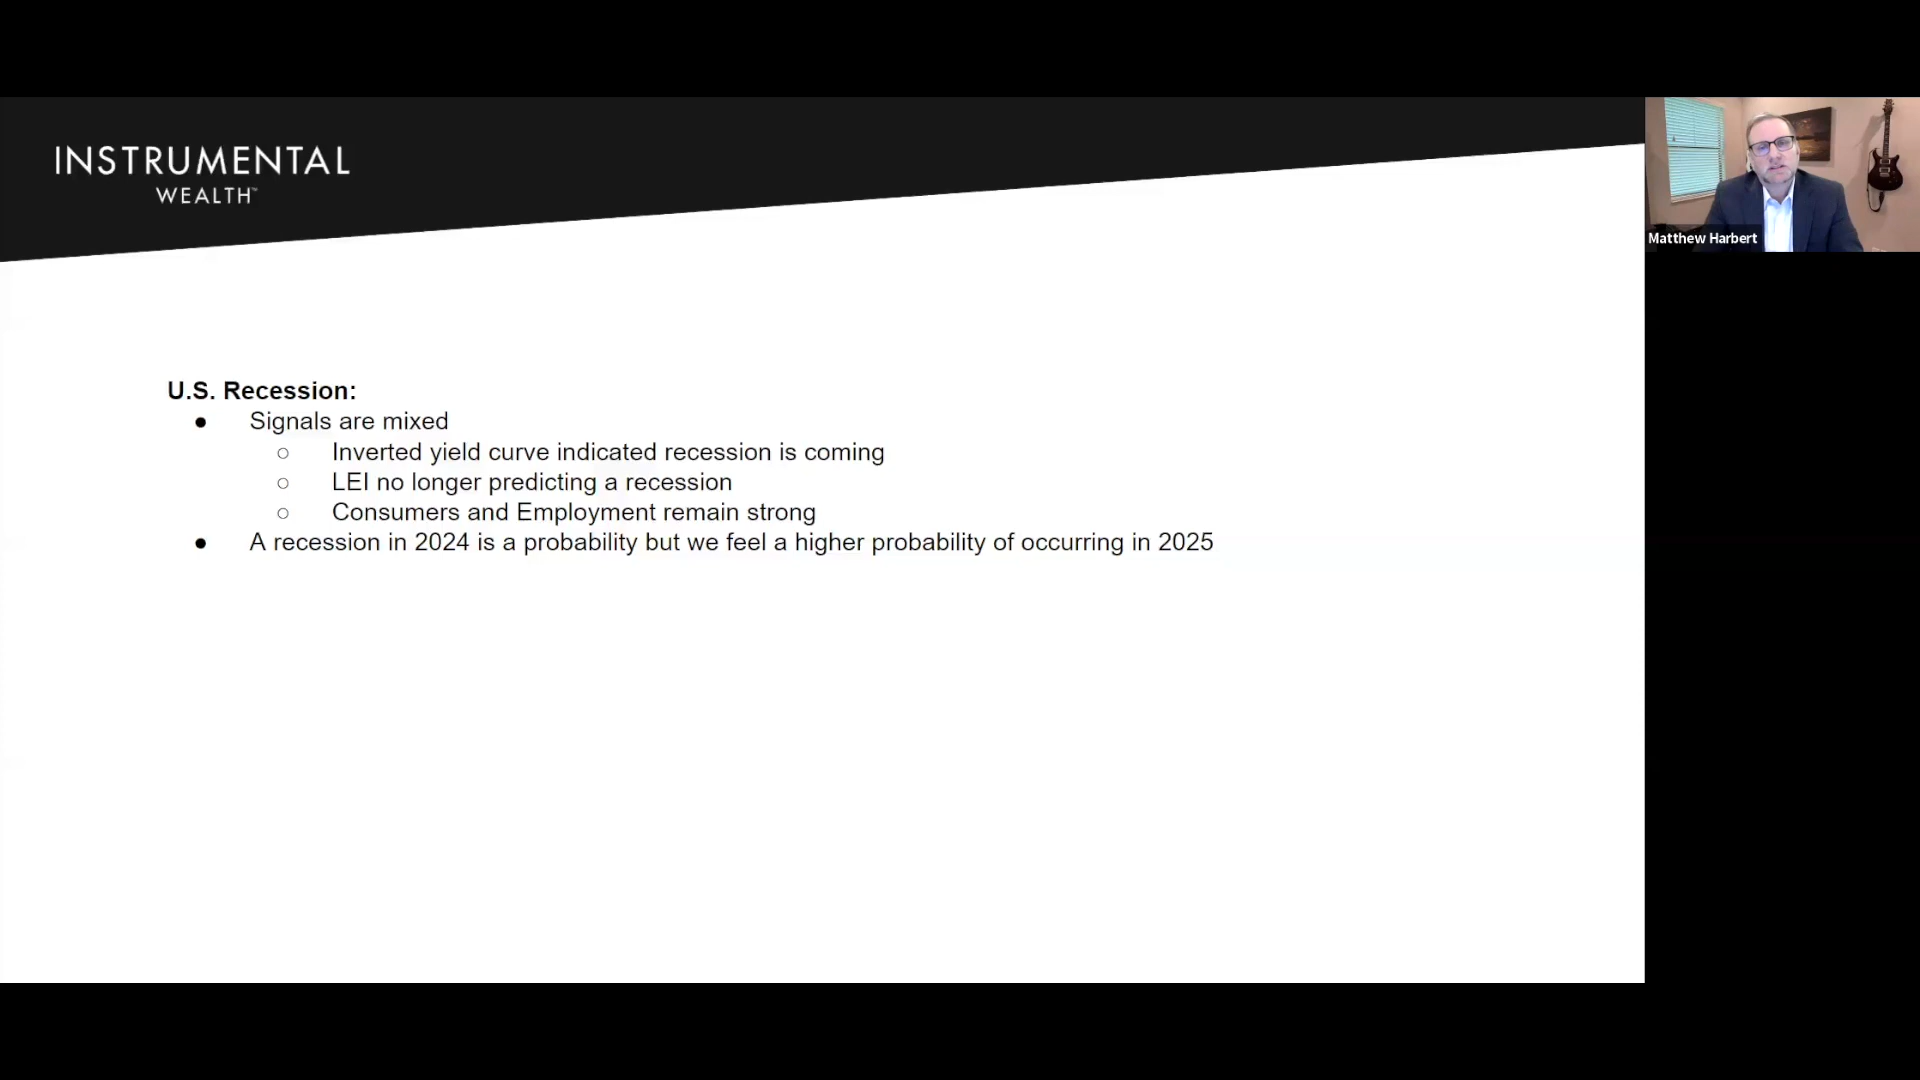 INSTRUMENTAL
WEALTH™
Matthew Harbert
U.S. Recession:
● Signals are mixed
○ Inverted yield curve indicated recession is coming
○ LEI no longer predicting a recession
○ Consumers and Employment remain strong
● A recession in 2024 is a probability but we feel a higher probability of occurring in 2025